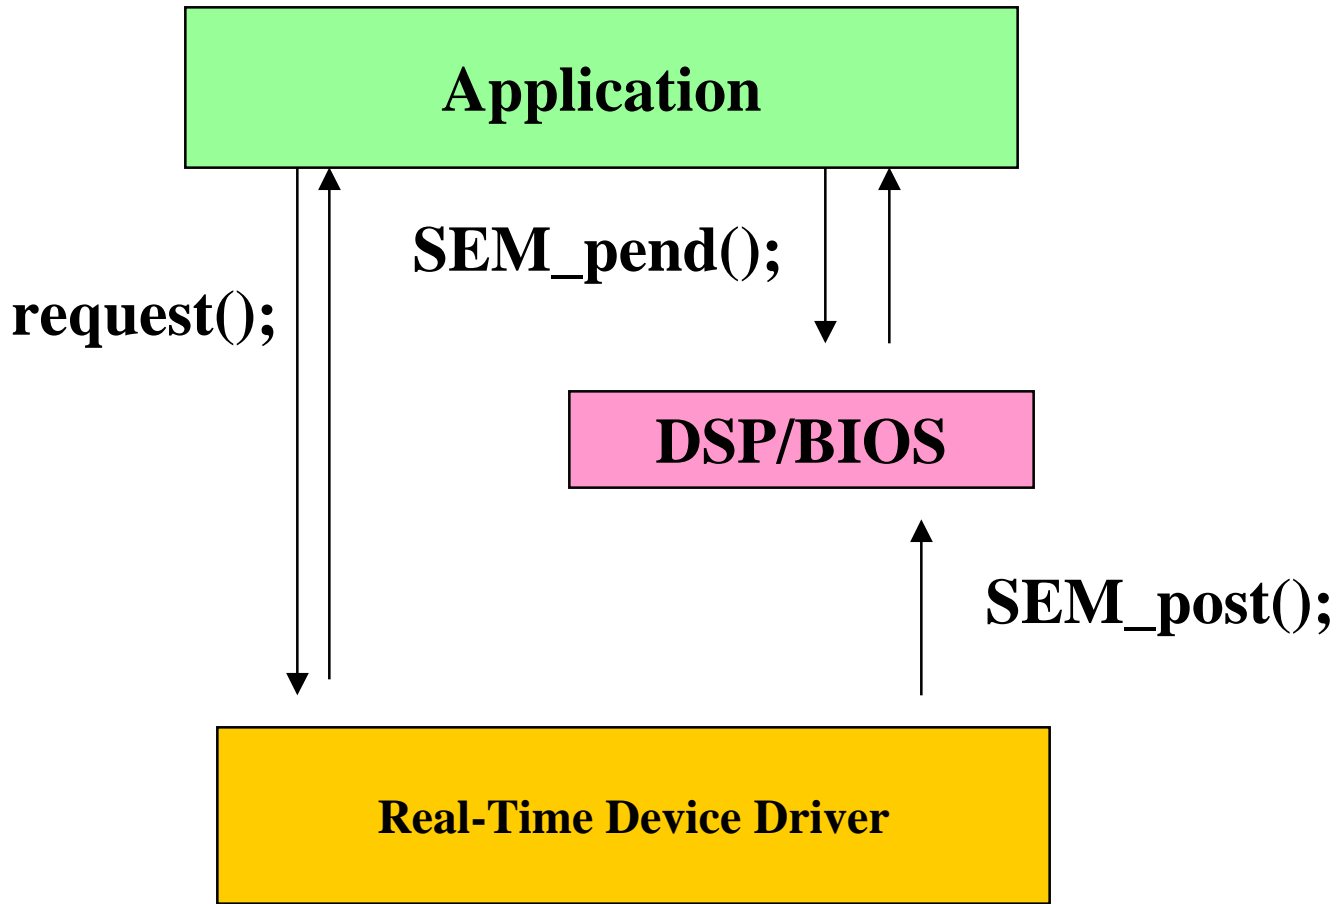 Application
SEM_pend();
request();
DSP/BIOS
SEM_post();
Real-Time Device Driver